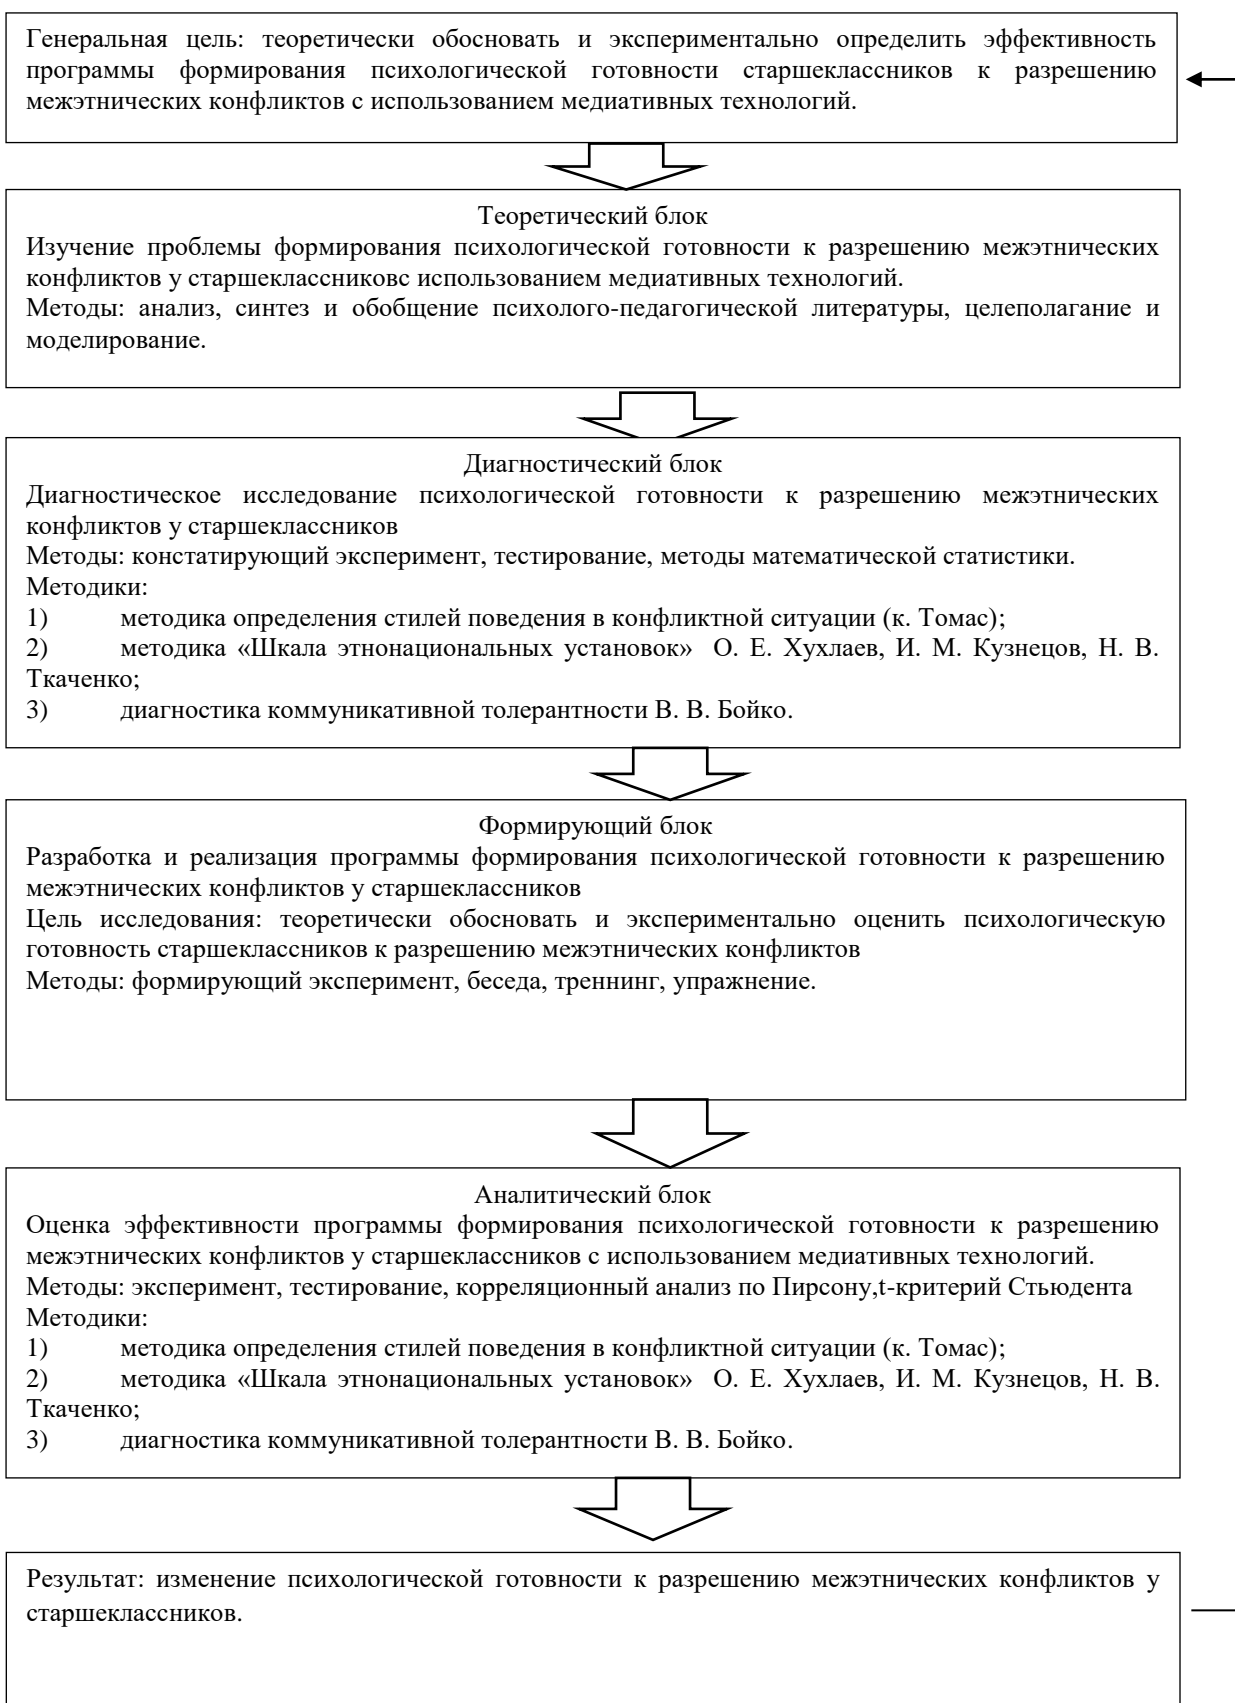 Генеральная цель: теоретически обосновать и экспериментально определить эффективность
программы формирования психологической готовности старшеклассников к разрешению
межэтнических конфликтов с использованием медиативных технологий.
Теоретический блок
Изучение проблемы формирования психологической готовности к разрешению межэтнических
конфликтов у старшеклассниковс использованием медиативных технологий.
Методы: анализ, синтез и обобщение психолого-педагогической литературы, целеполагание и
моделирование.
Диагностический блок
Диагностическое исследование психологической готовности к разрешению межэтнических
конфликтов у старшеклассников
Методы: констатирующий эксперимент, тестирование, методы математической статистики.
Методики:
1) методика определения стилей поведения в конфликтной ситуации (к. Томас);
2) методика «Шкала этнонациональных установок» О. Е. Хухлаев, И. М. Кузнецов, Н. В.
Ткаченко;
3) диагностика коммуникативной толерантности В. В. Бойко.
Формирующий блок
Разработка и реализация программы формирования психологической готовности к разрешению
межэтнических конфликтов у старшеклассников
Цель исследования: теоретически обосновать и экспериментально оценить психологическую
готовность старшеклассников к разрешению межэтнических конфликтов
Методы: формирующий эксперимент, беседа, треннинг, упражнение.
Аналитический блок
Оценка эффективности программы формирования психологической готовности к разрешению
межэтнических конфликтов у старшеклассников с использованием медиативных технологий.
Методы: эксперимент, тестирование, корреляционный анализ по Пирсону,t-критерий Стьюдента
Методики:
1) методика определения стилей поведения в конфликтной ситуации (к. Томас);
2) методика «Шкала этнонациональных установок» О. Е. Хухлаев, И. М. Кузнецов, Н. В.
Ткаченко;
3) диагностика коммуникативной толерантности В. В. Бойко.
Результат: изменение психологической готовности к разрешению межэтнических конфликтов у
старшеклассников.